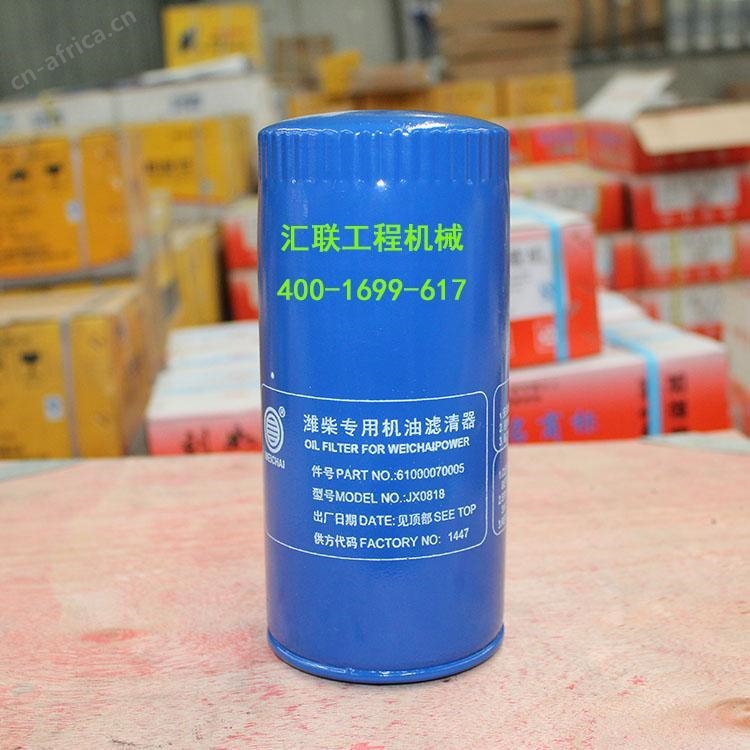 cn-africa.cn
汇联工程机械
400-1699-617
WEICHAI
®
潍柴专用机油滤清器
OIL FILTER FOR WEICHAIPOWER
件号PART NO.:61000070005
型号MODEL NO.:JX0818
出厂日期DATE:见顶部SEE TOP
供方代码FACTORY NO: 1447